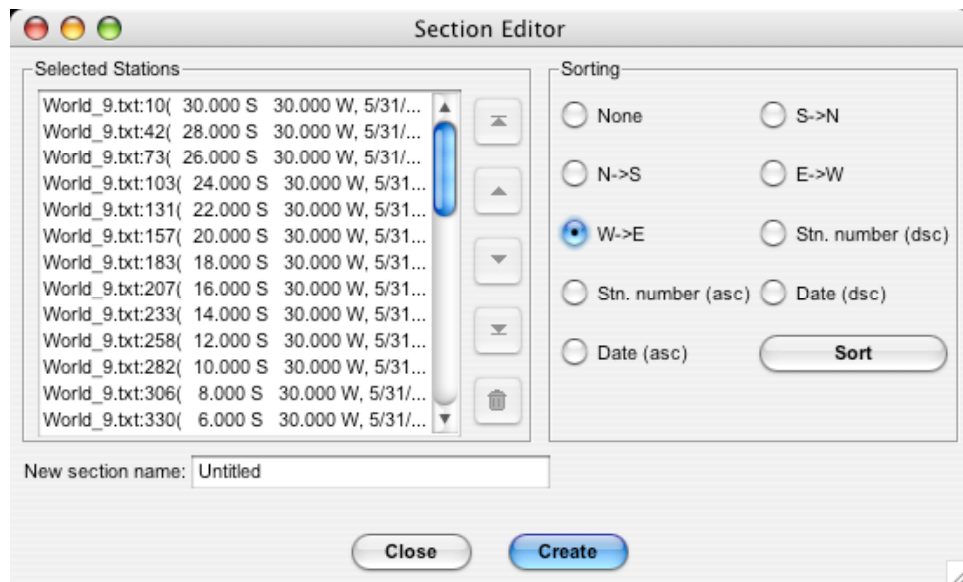 Section Editor
Selected Stations
World_9.txt:10( 30.000 S 30.000 W, 5/31/...
World_9.txt:42( 28.000 S 30.000 W, 5/31/...
World_9.txt:73( 26.000 S 30.000 W, 5/31/...
World_9.txt:103( 24.000 S 30.000 W, 5/31...
World_9.txt:131( 22.000 S 30.000 W, 5/31...
World_9.txt:157( 20.000 S 30.000 W, 5/31...
World_9.txt:183( 18.000 S 30.000 W, 5/31...
World_9.txt:207( 16.000 S 30.000 W, 5/31...
World_9.txt:233( 14.000 S 30.000 W, 5/31...
World_9.txt:258( 12.000 S 30.000 W, 5/31...
World_9.txt:282( 10.000 S 30.000 W, 5/31...
World_9.txt:306( 8.000 S 30.000 W, 5/31/...
World_9.txt:330( 6.000 S 30.000 W, 5/31/...
Sorting
None S->N
N->S E->W
W->E Stn. number (dsc)
Stn. number (asc) Date (dsc)
Date (asc) Sort
New section name: Untitled
Close Create